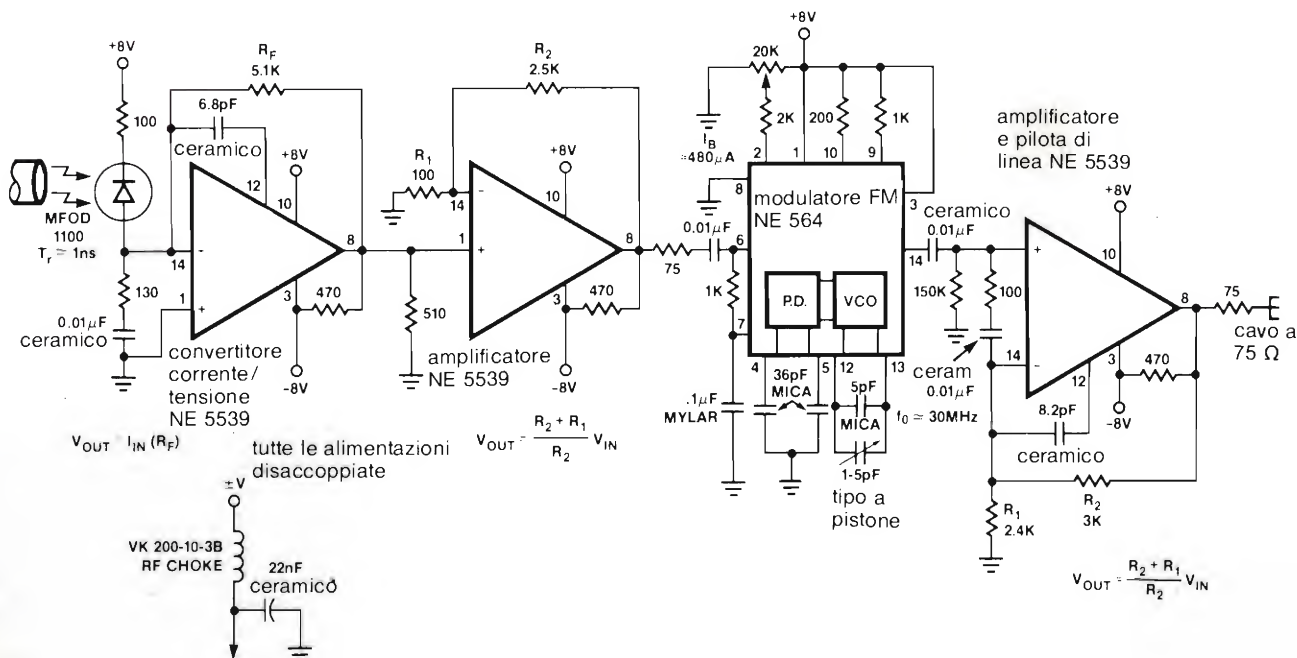 +8V
100
MFOD
1100
T_r ≃ 1ns
130
0.01μF
ceramico
R_F
5.1K
6.8pF
ceramico
+8V
12
10
14
−
1
+
8
3
470
-8V
convertitore
corrente/
tensione
NE 5539
V_OUT = I_IN (R_F)
510
R_2
2.5K
R_1
100
+8V
14
−
10
1
+
8
3
470
-8V
amplificatore
NE 5539
V_OUT = R_2 + R_1 / R_2 V_IN
75
0.01μF
1K
.1μF
MYLAR
+8V
20K
2K
200
1K
I_B
≈480μA
2
1
10
9
8
3
modulatore FM
NE 564
6
7
14
P.D.
VCO
4
5
12
13
36pF
MICA
5pF
MICA
f_0 ≃ 30MHz
1-5pF
tipo a
pistone
amplificatore
e pilota di
linea NE 5539
ceramico
0.01μF
150K
100
ceram
0.01μF
+8V
+
10
14
−
12
8
3
470
-8V
8.2pF
ceramico
R_1
2.4K
R_2
3K
75
cavo a
75 Ω
V_OUT = R_2 + R_1 / R_2 V_IN
tutte le alimentazioni
disaccoppiate
±V
VK 200-10-3B
RF CHOKE
22nF
ceramico